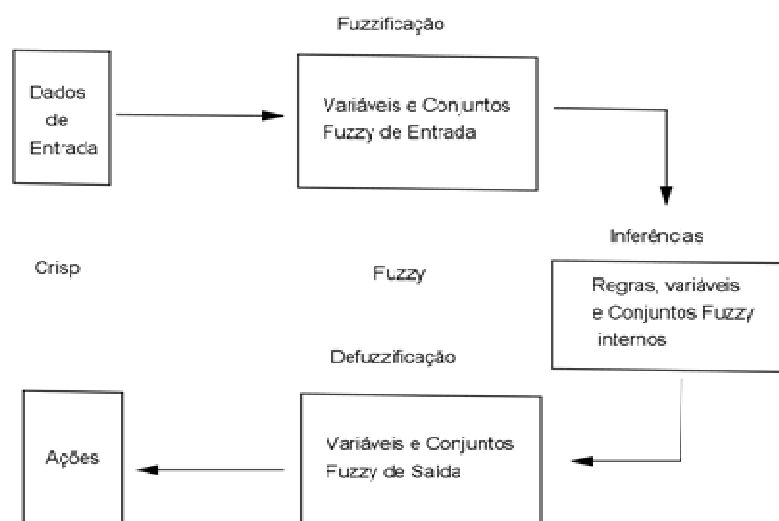 Fuzzificação
Dados
de
Entrada
Variáveis e Conjuntos
Fuzzy de Entrada
Inferências
Crisp
Fuzzy
Regras, variáveis
e Conjuntos Fuzzy
internos
Defuzzificação
Ações
Variáveis e Conjuntos
Fuzzy de Saída